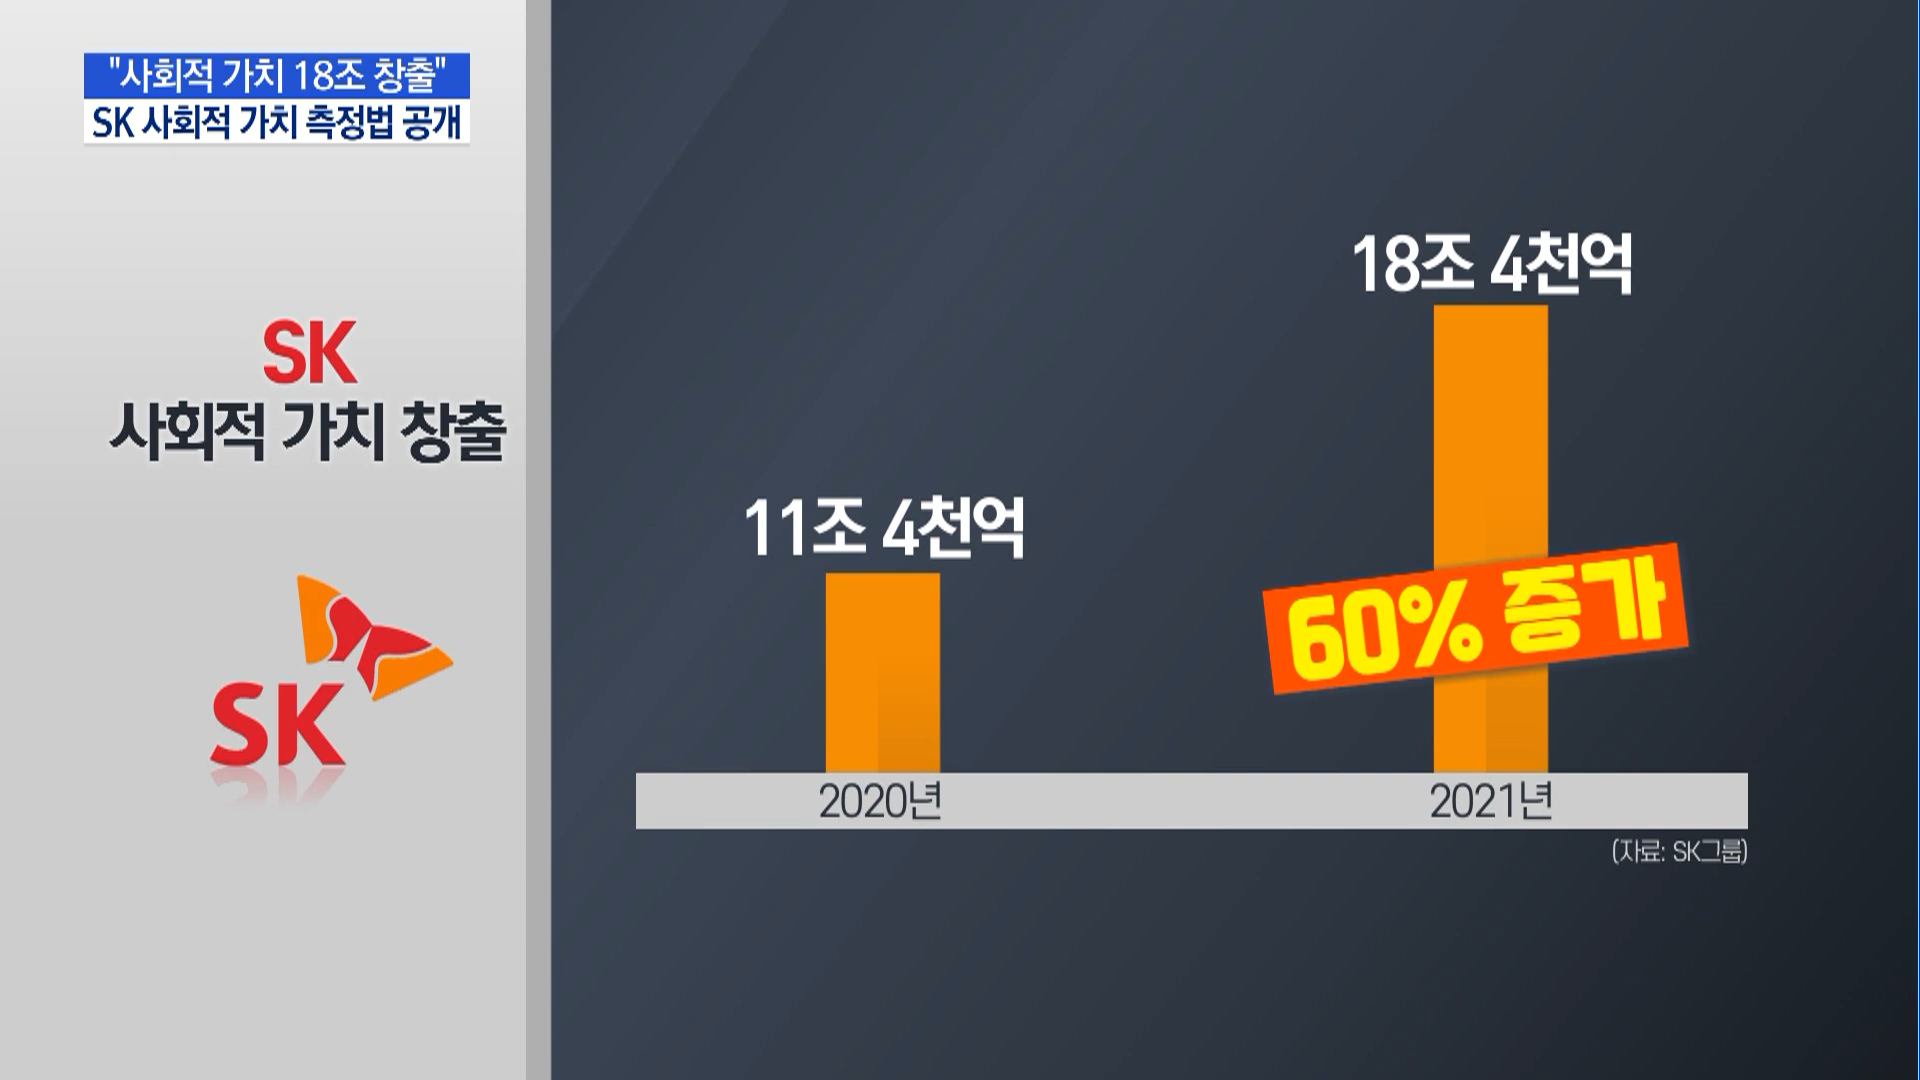 "사회적 가치 18조 창출"
SK 사회적 가치 측정법 공개
SK
사회적 가치 창출
SK
11조 4천억
18조 4천억
60% 증가
2020년
2021년
(자료: SK그룹)